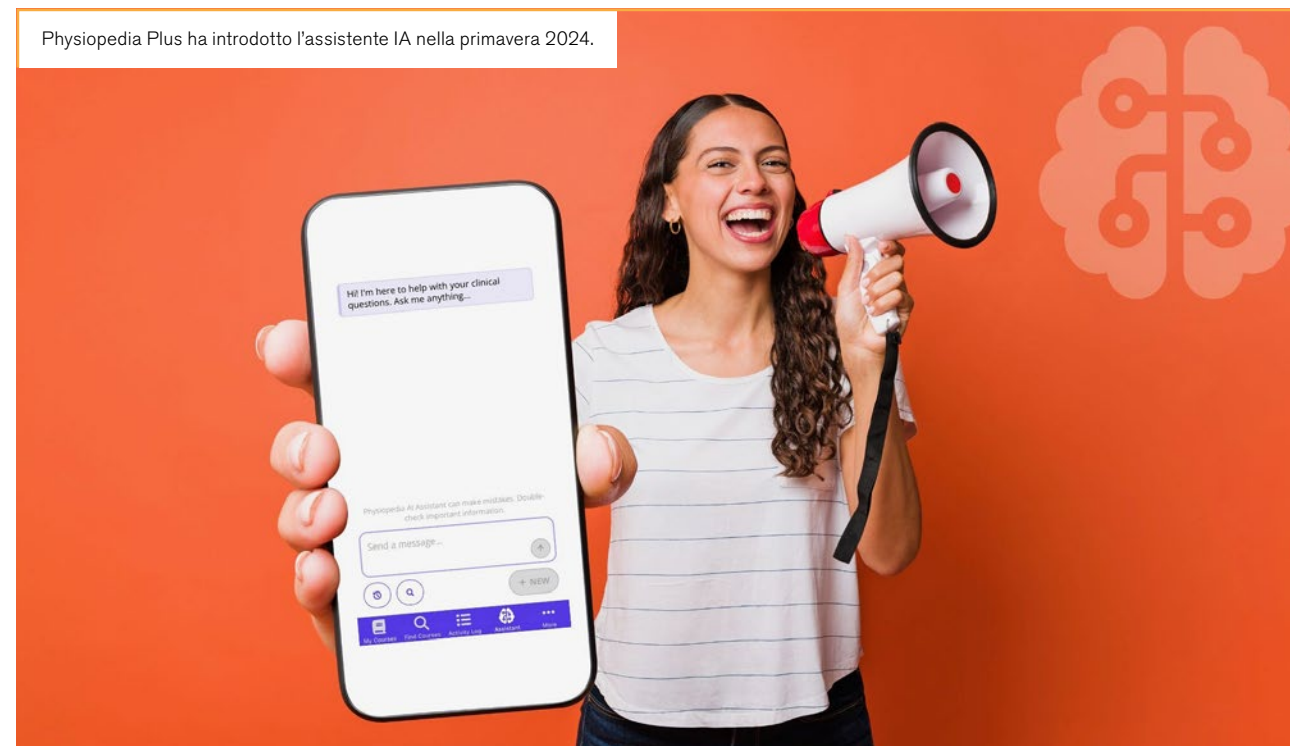 Physiopedia Plus ha introdotto l’assistente IA nella primavera 2024.
Hi! I'm here to help with your clinical
questions. Ask me anything...
Physiopedia AI Assistant can make mistakes. Double-
check important information.
Send a message...
+ NEW
My Courses
Find Courses
Activity Log
Assistant
More